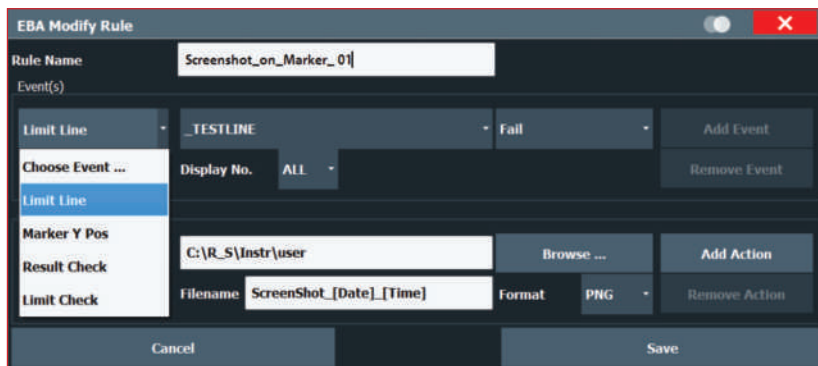 EBA Modify Rule
Rule Name Screenshot_on_Marker_ 01
Event(s)
Limit Line _TESTLINE Fail Add Event
Choose Event ... Display No. ALL Remove Event
Limit Line
Marker Y Pos
Result Check C:\R_S\Instr\user Browse ... Add Action
Limit Check Filename ScreenShot_[Date]_[Time] Format PNG Remove Action
Cancel Save